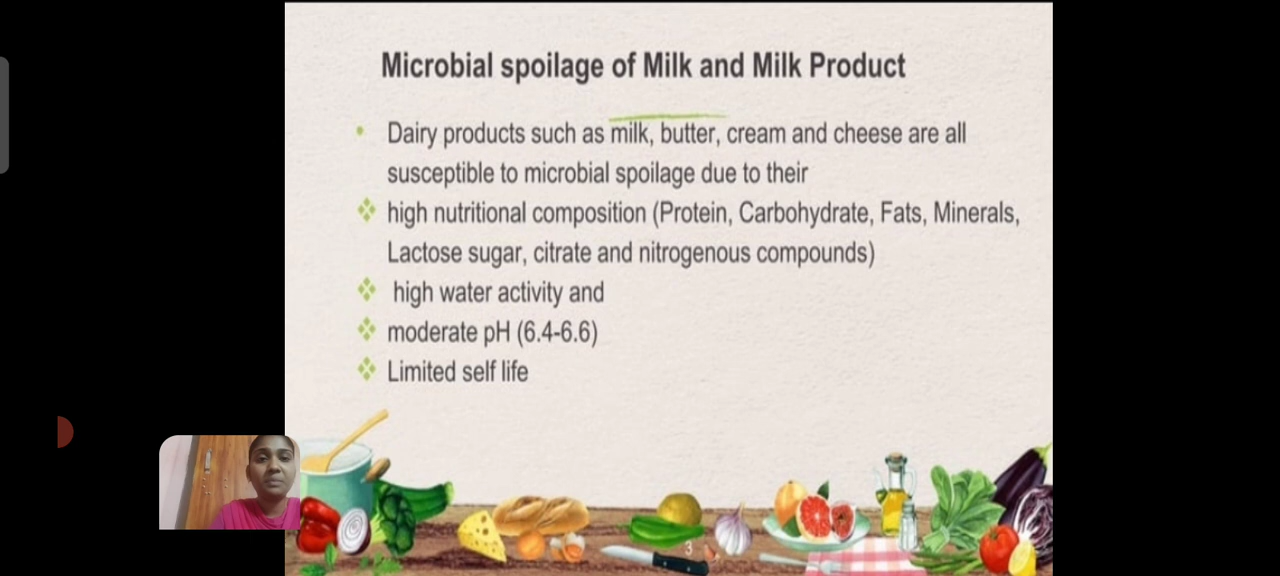 Microbial spoilage of Milk and Milk Product
Dairy products such as milk, butter, cream and cheese are all
susceptible to microbial spoilage due to their
high nutritional composition (Protein, Carbohydrate, Fats, Minerals,
Lactose sugar, citrate and nitrogenous compounds)
high water activity and
moderate pH (6.4-6.6)
Limited self life
3